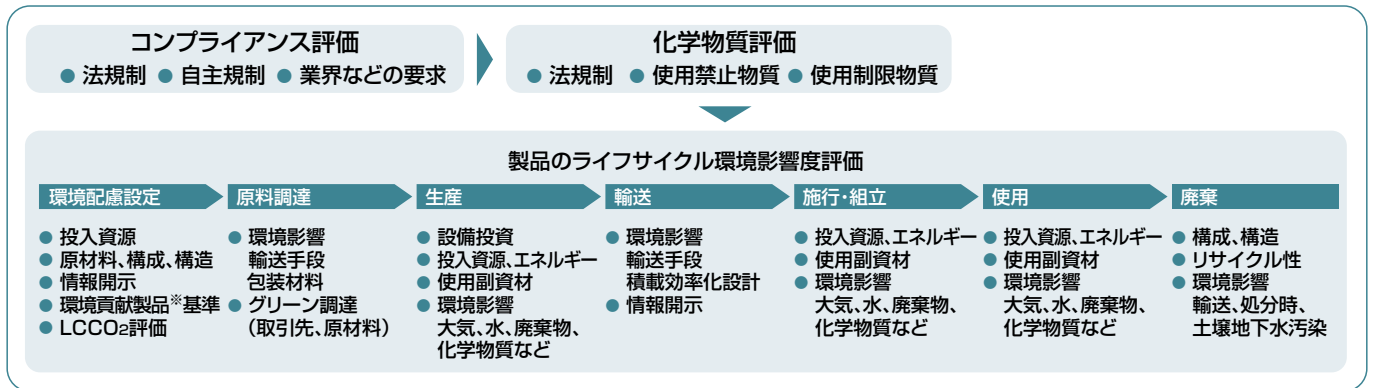 コンプライアンス評価
● 法規制 ● 自主規制 ● 業界などの要求
化学物質評価
● 法規制 ● 使用禁止物質 ● 使用制限物質
製品のライフサイクル環境影響度評価
環境配慮設定
● 投入資源
● 原材料、構成、構造
● 情報開示
● 環境貢献製品※基準
● LCCO2評価
原料調達
● 環境影響
輸送手段
包装材料
● グリーン調達
(取引先、原材料)
生産
● 設備投資
● 投入資源、エネルギー
● 使用副資材
● 環境影響
大気、水、廃棄物、
化学物質など
輸送
● 環境影響
輸送手段
積載効率化設計
● 情報開示
施行・組立
● 投入資源、エネルギー
● 使用副資材
● 環境影響
大気、水、廃棄物、
化学物質など
使用
● 投入資源、エネルギー
● 使用副資材
● 環境影響
大気、水、廃棄物、
化学物質など
廃棄
● 構成、構造
● リサイクル性
● 環境影響
輸送、処分時、
土壌地下水汚染